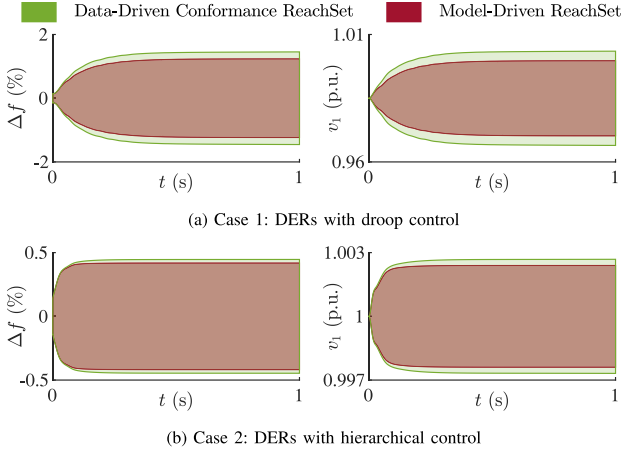 Data-Driven Conformance ReachSet Model-Driven ReachSet
2
0
-2
Δf (%)
0
1
t (s)
1.01
0.96
v₁ (p.u.)
0
1
t (s)
(a) Case 1: DERs with droop control
0.5
0
-0.5
Δf (%)
0
1
t (s)
1.003
1
0.997
v₁ (p.u.)
0
1
t (s)
(b) Case 2: DERs with hierarchical control